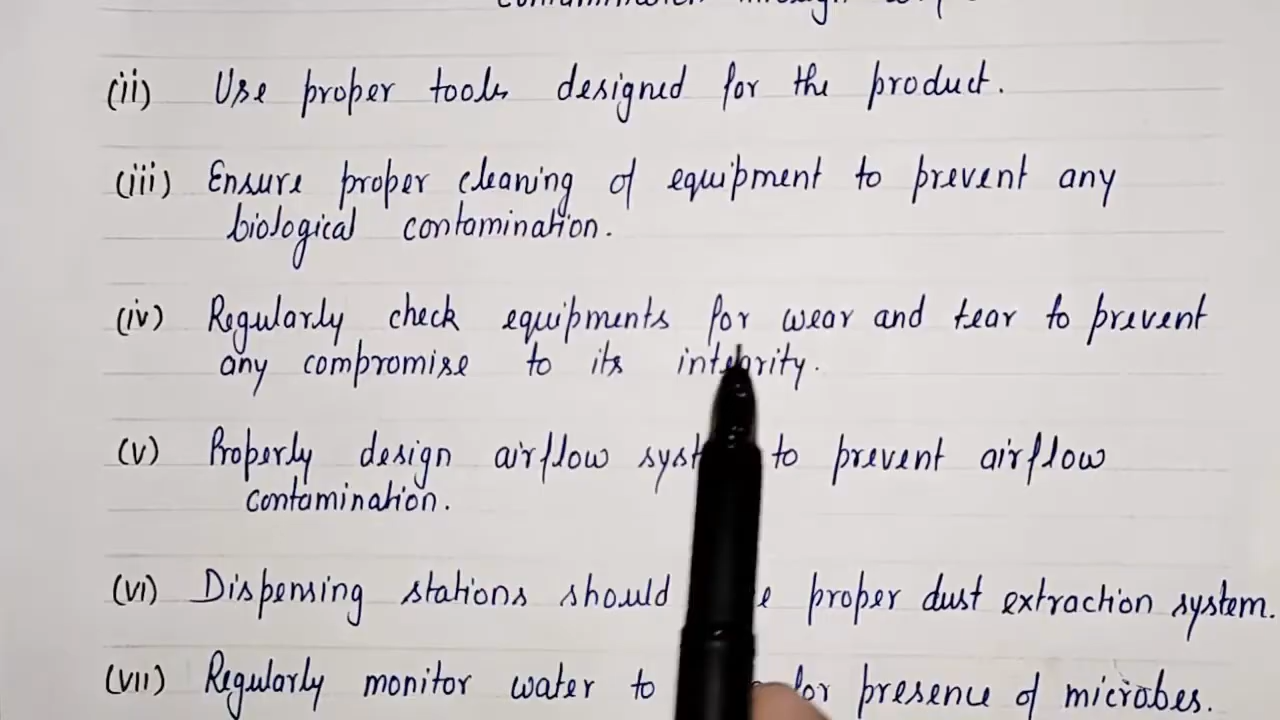 contamination through
(ii) Use proper tools designed for the product.
(iii) Ensure proper cleaning of equipment to prevent any
biological contamination.
(iv) Regularly check equipments for wear and tear to prevent
any compromise to its integrity.
(v) Properly design airflow to prevent airflow
contamination.
(vi) Dispensing stations should proper dust extraction system.
(vii) Regularly monitor water to for presence of microbes.